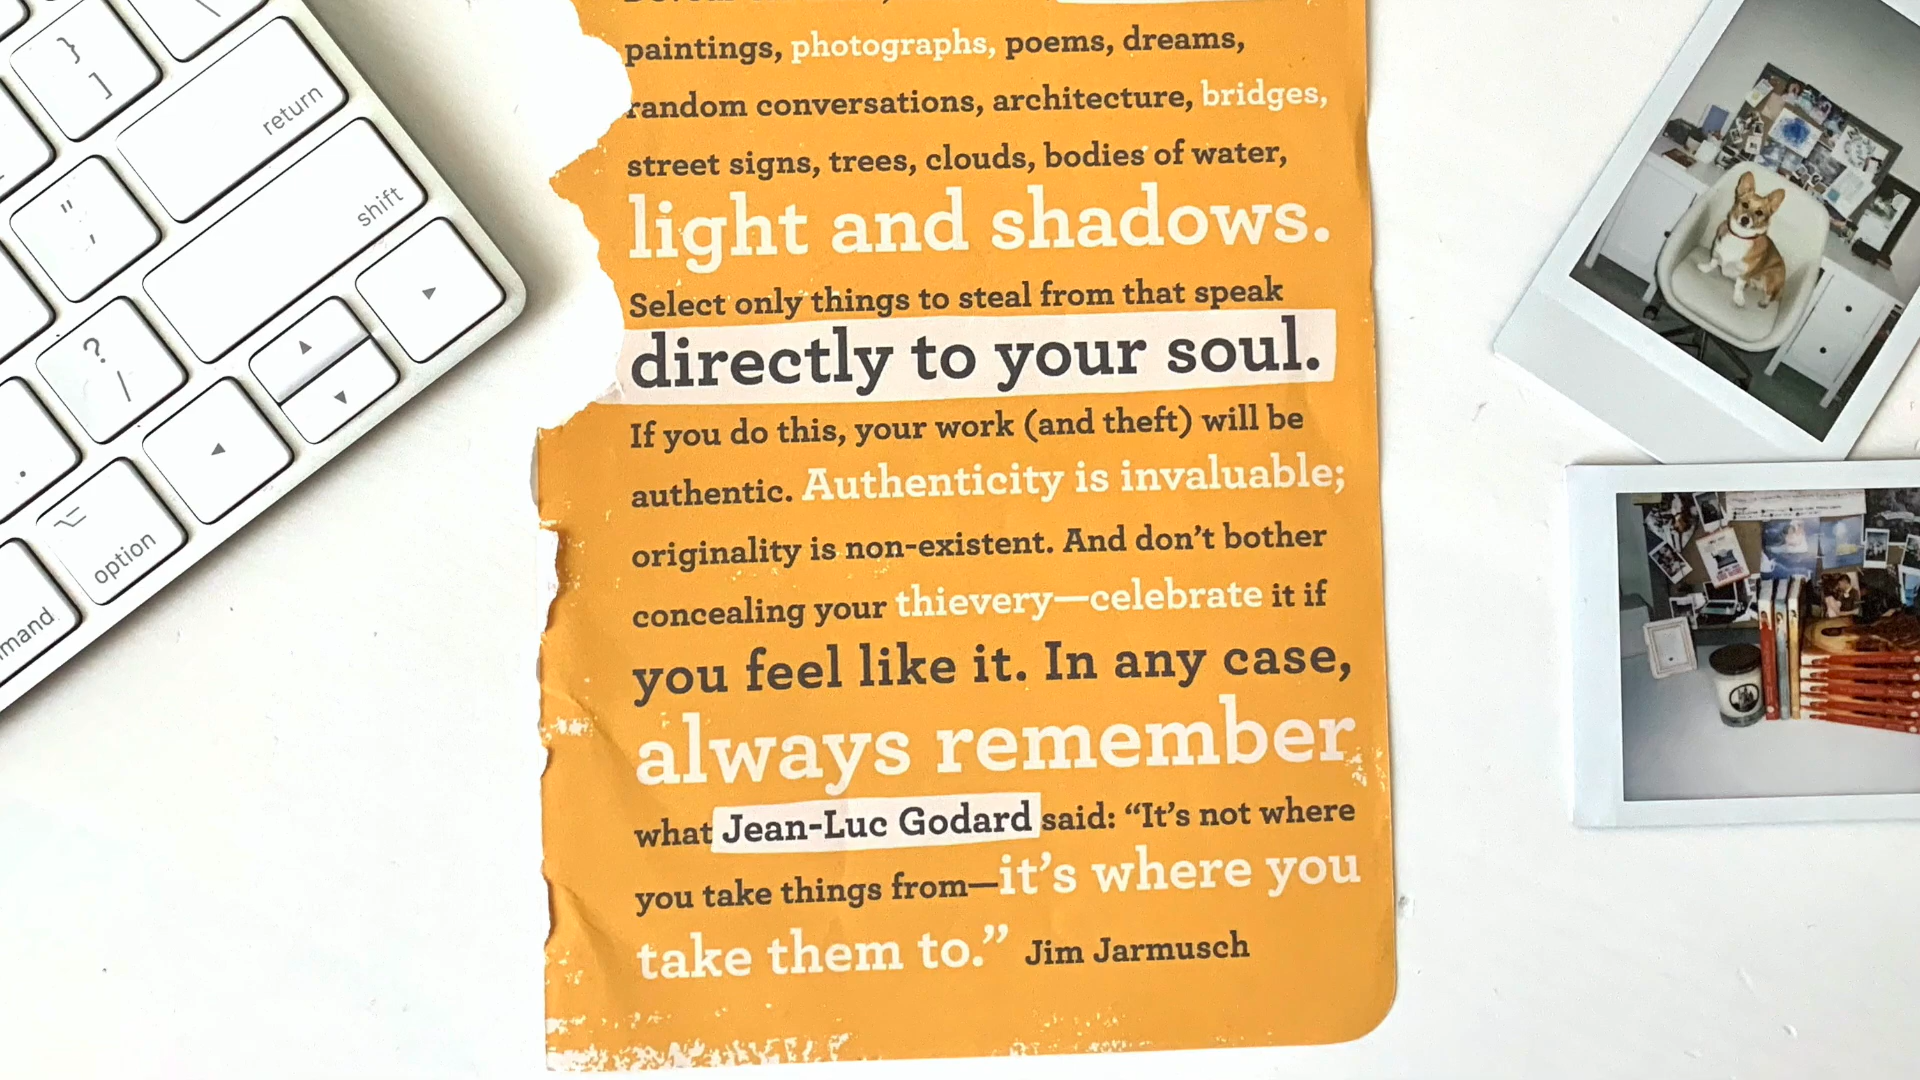 paintings, photographs, poems, dreams,
random conversations, architecture, bridges,
street signs, trees, clouds, bodies of water,
light and shadows.
Select only things to steal from that speak
directly to your soul.
If you do this, your work (and theft) will be
authentic. Authenticity is invaluable;
originality is non-existent. And don’t bother
concealing your thievery—celebrate it if
you feel like it. In any case,
always remember
what Jean-Luc Godard said: “It’s not where
you take things from—it’s where you
take them to.” Jim Jarmusch
}
]
\
return
"
'
shift
?
/
.
option
mand